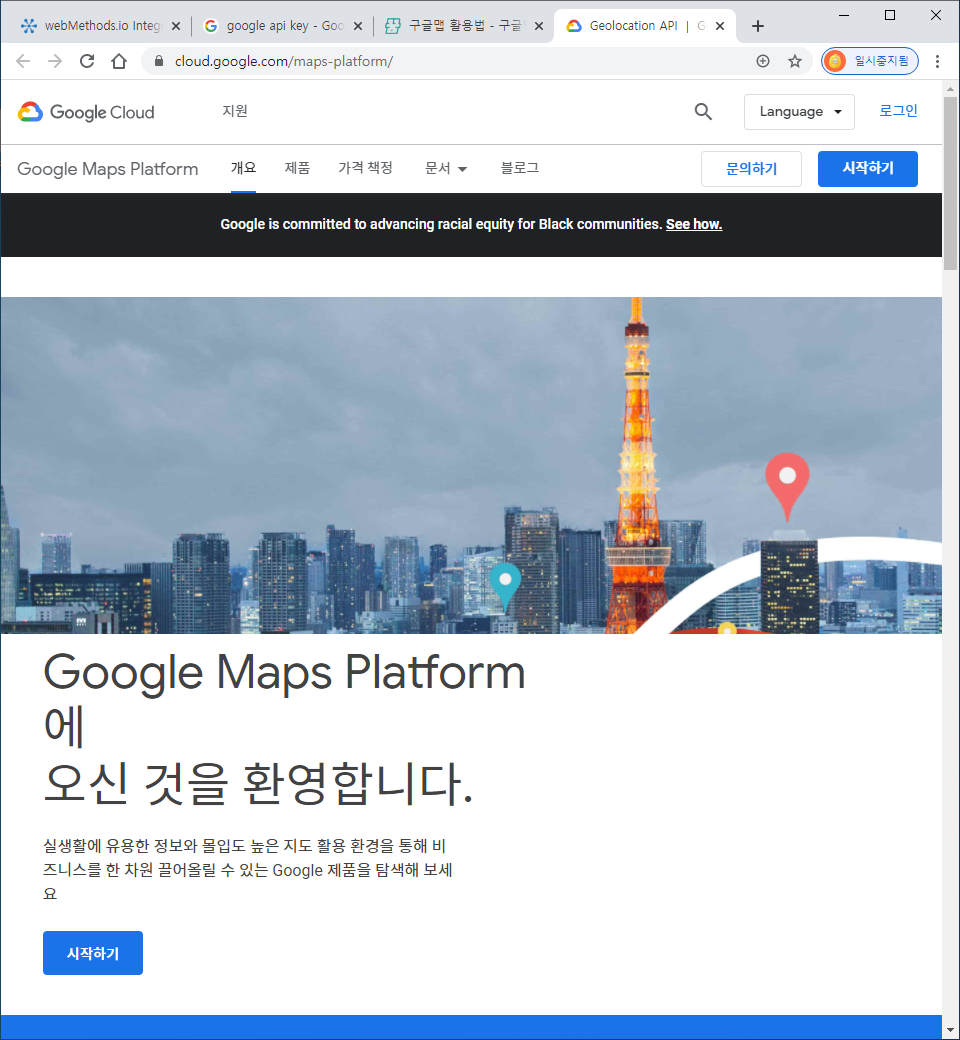 webMethods.io Integ
google api key - Goo
구글맵 활용법 - 구글
Geolocation API | G
cloud.google.com/maps-platform/
일시중지됨
Google Cloud
지원
Language
로그인
Google Maps Platform
개요
제품
가격 책정
문서
블로그
문의하기
시작하기
Google is committed to advancing racial equity for Black communities. See how.
Google Maps Platform
에
오신 것을 환영합니다.
실생활에 유용한 정보와 몰입도 높은 지도 활용 환경을 통해 비
즈니스를 한 차원 끌어올릴 수 있는 Google 제품을 탐색해 보세
요
시작하기